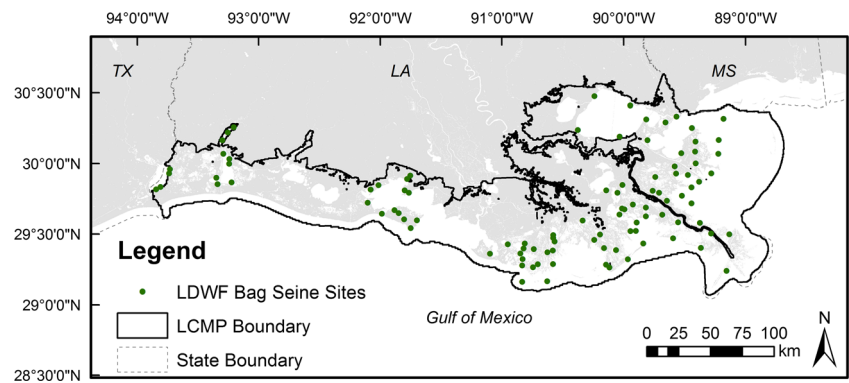 94°0'0"W 93°0'0"W 92°0'0"W 91°0'0"W 90°0'0"W 89°0'0"W
TX LA MS
30°30'0"N
30°0'0"N
29°30'0"N
29°0'0"N
28°30'0"N
Legend
LDWF Bag Seine Sites
LCMP Boundary
State Boundary
Gulf of Mexico
N
0 25 50 75 100
km